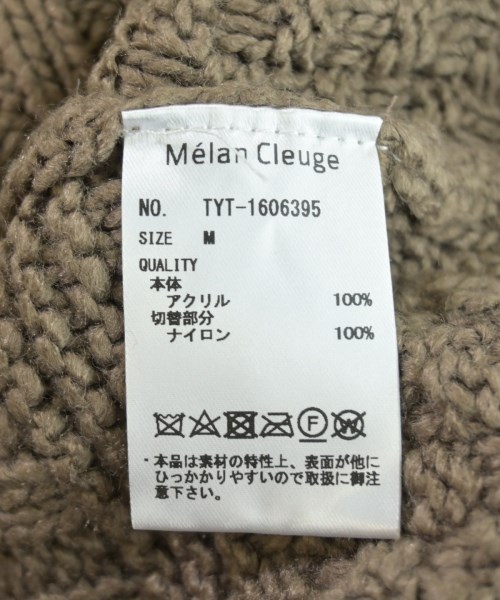 Mélan Cleuge
NO. TYT-1606395
SIZE M
QUALITY
本体
アクリル 100%
切替部分
ナイロン 100%
Ⓕ Ⓦ
・本品は素材の特性上、表面が他に
ひっかかりやすいので取扱に御注
意下さい。